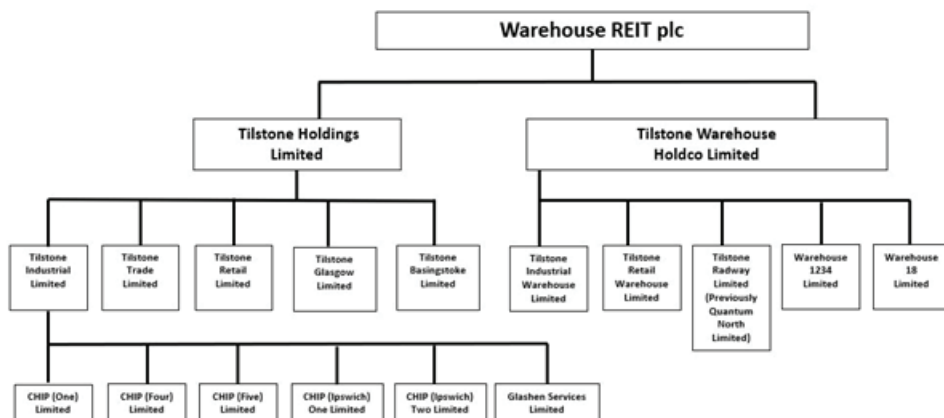 Warehouse REIT plc
Tilstone Holdings
Limited
Tilstone Warehouse
Holdco Limited
Tilstone
Industrial
Limited
Tilstone
Trade
Limited
Tilstone
Retail
Limited
Tilstone
Glasgow
Limited
Tilstone
Basingstoke
Limited
Tilstone
Industrial
Warehouse
Limited
Tilstone
Retail
Warehouse
Limited
Tilstone
Radway
Limited
(Previously
Quantum
North
Limited)
Warehouse
1234
Limited
Warehouse
18
Limited
CHIP (One)
Limited
CHIP (Four)
Limited
CHIP (Five)
Limited
CHIP (Ipswich)
One Limited
CHIP (Ipswich)
Two Limited
Glashen Services
Limited